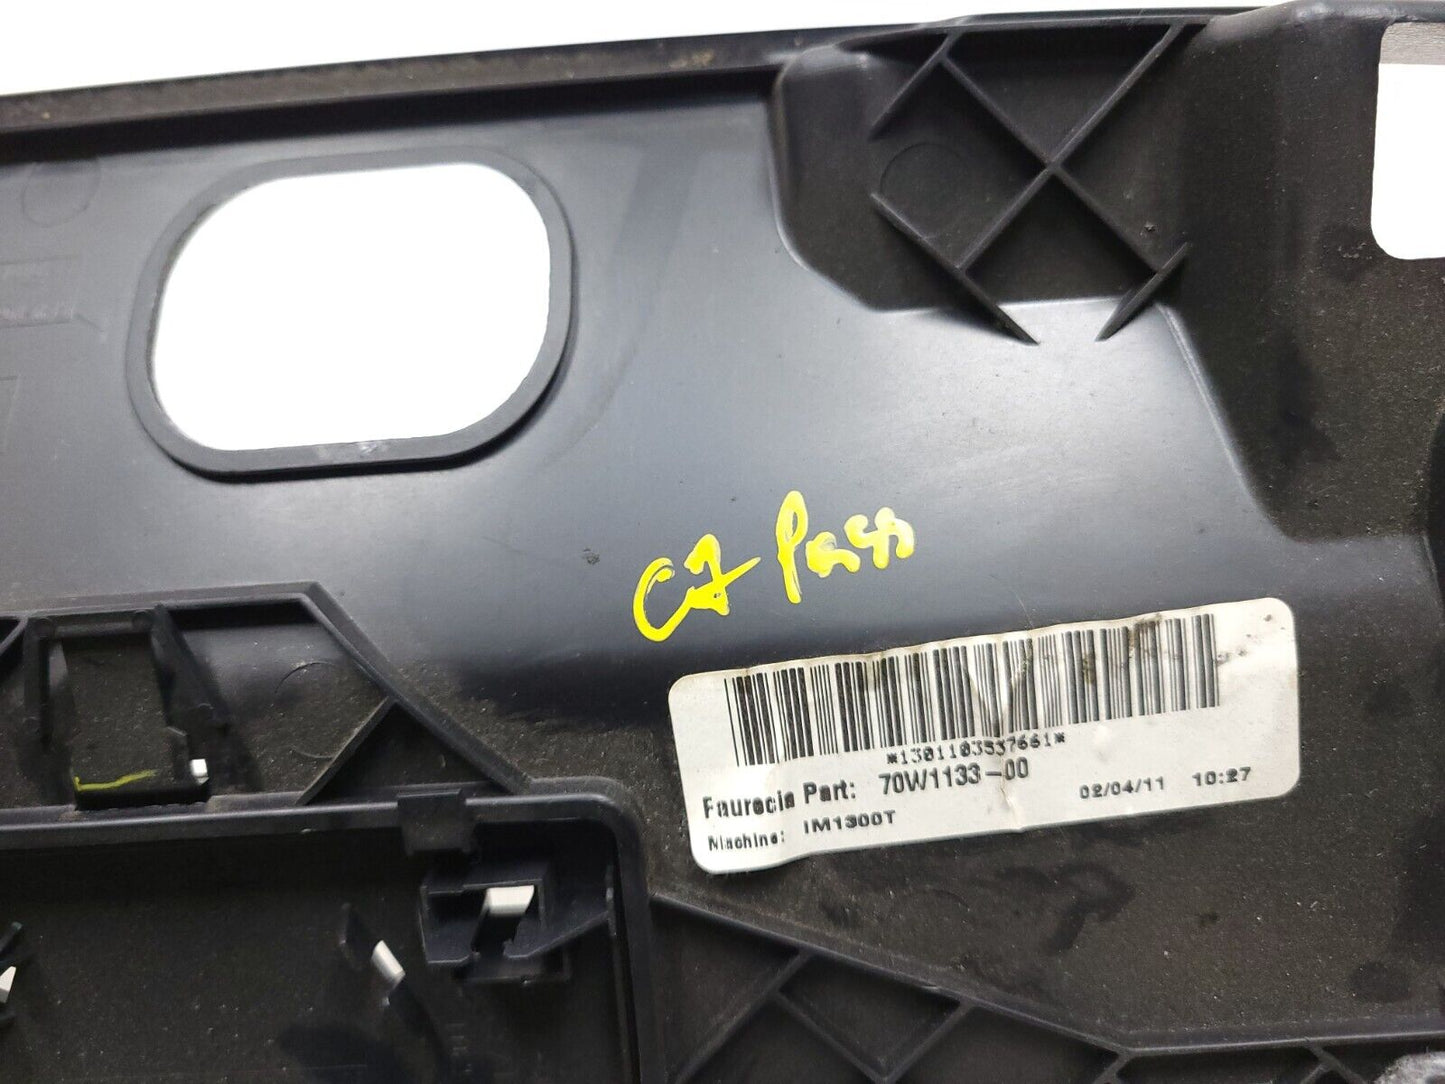 C7 Pass
*1301103537661*
Faurecia Part: 70W1133-00
02/04/11 10:27
Machine: IM1300T